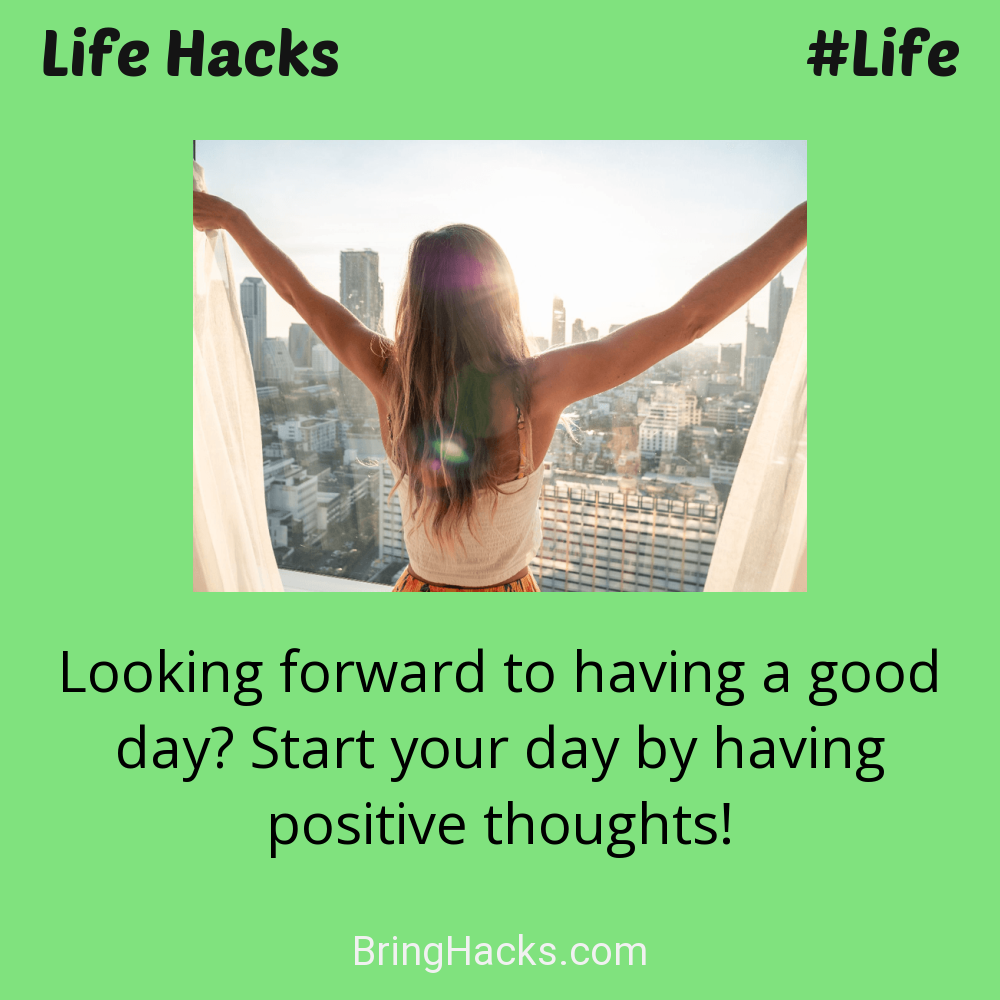 Life Hacks
#Life
Looking forward to having a good
day? Start your day by having
positive thoughts!
BringHacks.com